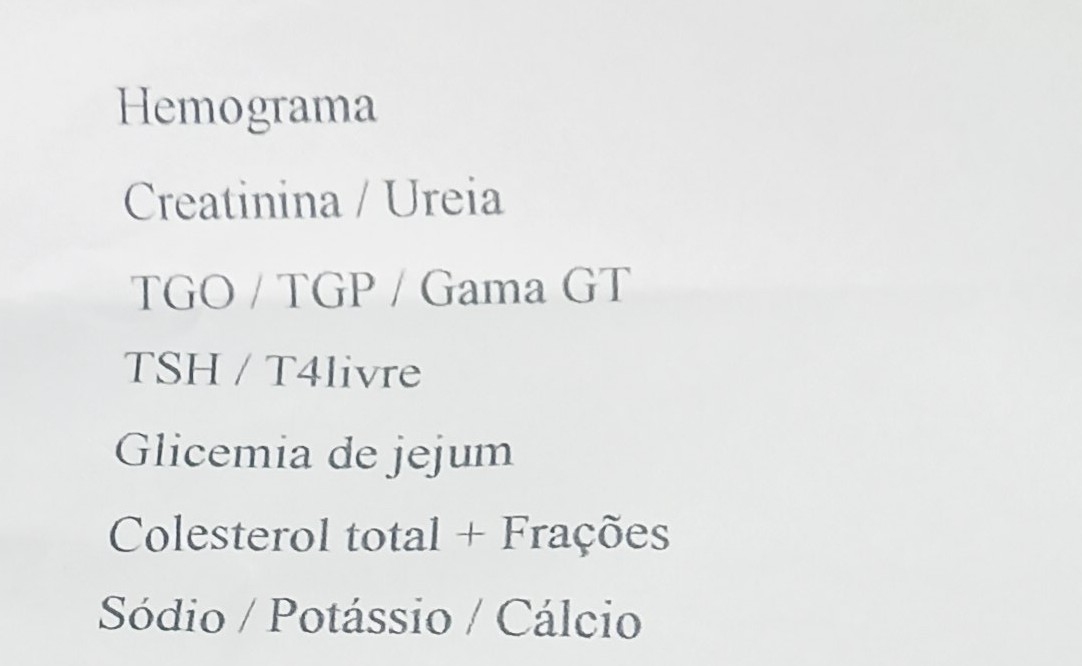 Hemograma
Creatinina / Ureia
TGO / TGP / Gama GT
TSH / T4livre
Glicemia de jejum
Colesterol total + Frações
Sódio / Potássio / Cálcio